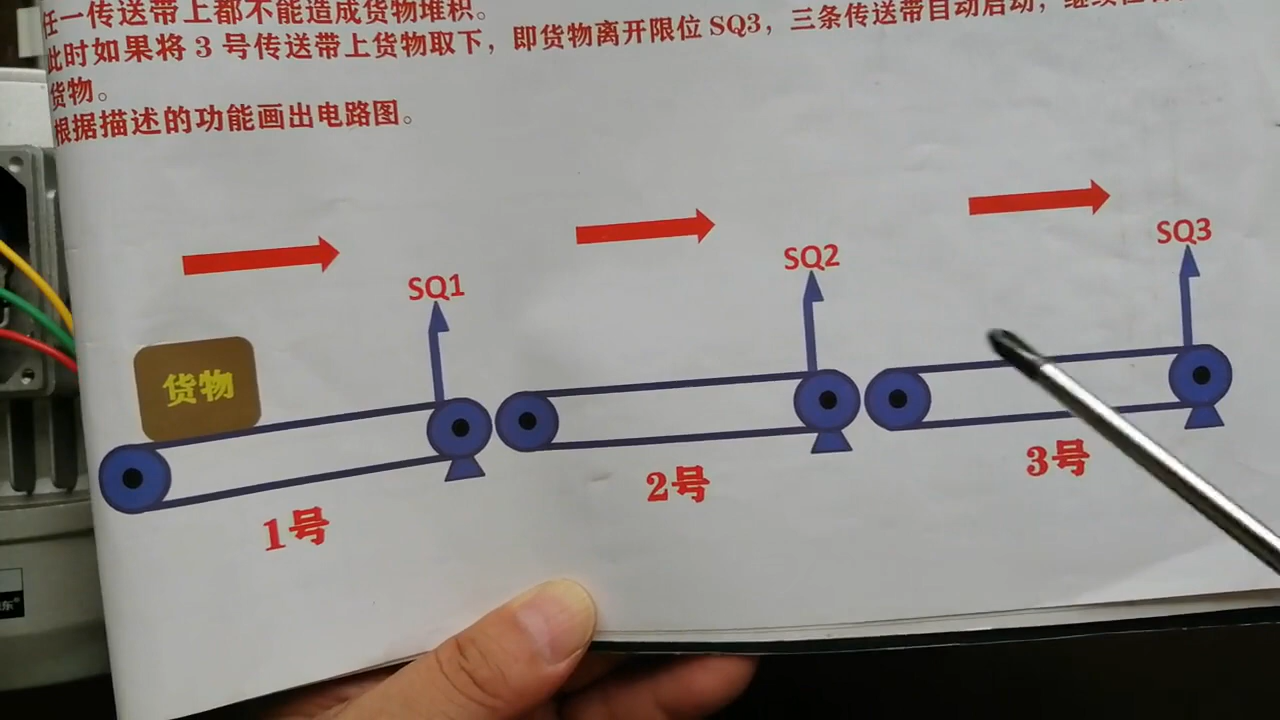 任一传送带上都不能造成货物堆积。
此时如果将 3 号传送带上货物取下，即货物离开限位 SQ3，三条传送带自动启动，继续
货物。
根据描述的功能画出电路图。
SQ3
SQ2
SQ1
货物
3号
2号
1号